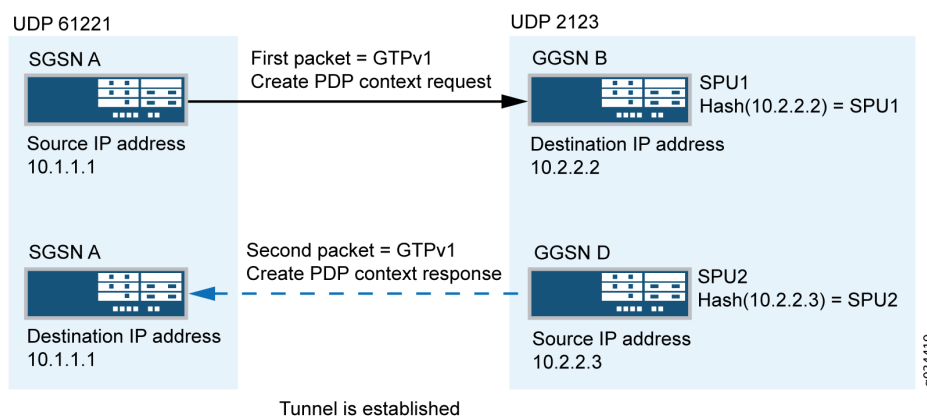 UDP 61221
UDP 2123
SGSN A
First packet = GTPv1
Create PDP context request
GGSN B
SPU1
Hash(10.2.2.2) = SPU1
Source IP address
10.1.1.1
Destination IP address
10.2.2.2
SGSN A
Second packet = GTPv1
Create PDP context response
GGSN D
SPU2
Hash(10.2.2.3) = SPU2
Destination IP address
10.1.1.1
Source IP address
10.2.2.3
Tunnel is established